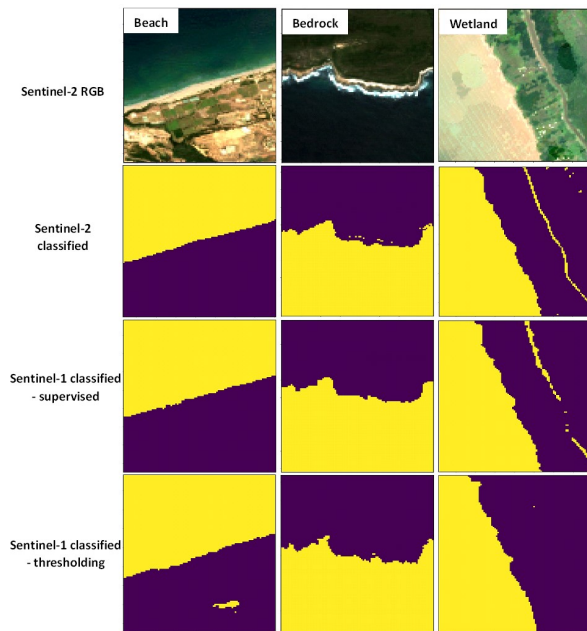 Beach
Bedrock
Wetland
Sentinel-2 RGB
Sentinel-2
classified
Sentinel-1 classified
- supervised
Sentinel-1 classified
- thresholding